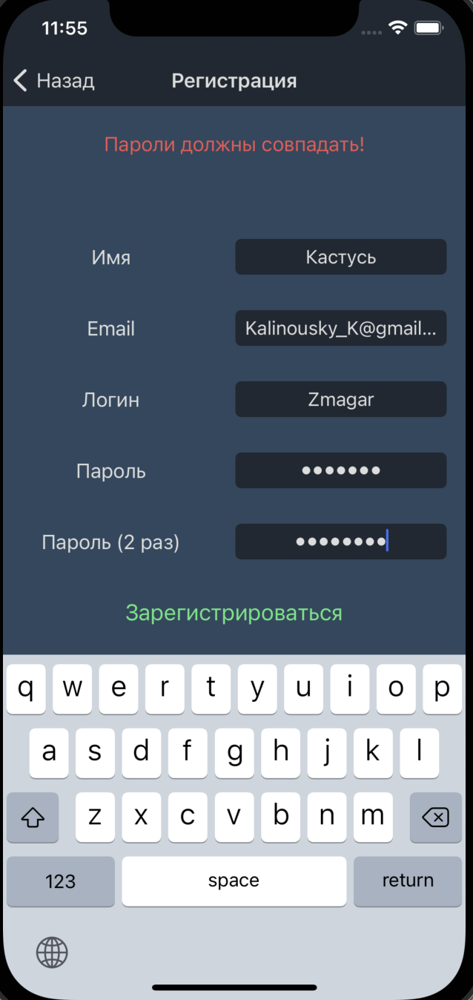 11:55
Назад
Регистрация
Пароли должны совпадать!
Имя Кастусь
Email Kalinousky_K@gmail...
Логин Zmagar
Пароль •••••••
Пароль (2 раз) ••••••••
Зарегистрироваться
q w e r t y u i o p
a s d f g h j k l
z x c v b n m
123 space return